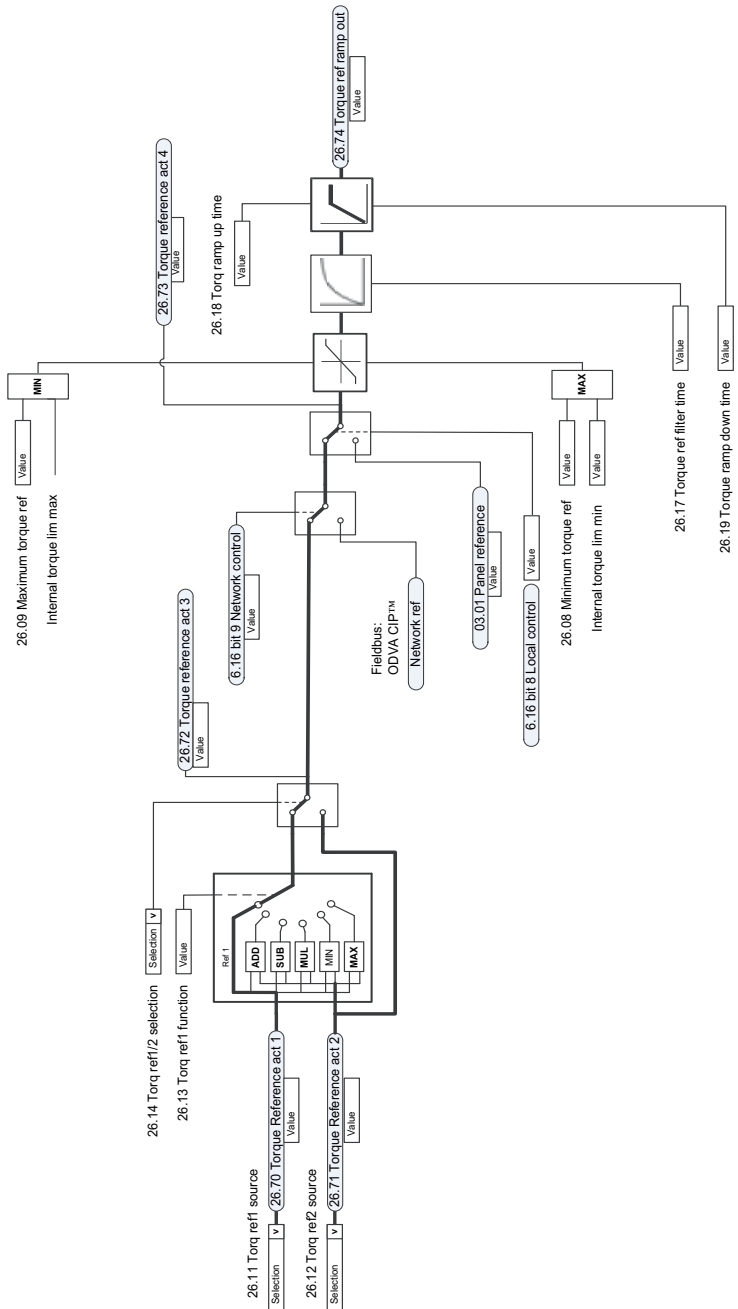 26.11 Torq ref1 source
Selection v
26.70 Torque Reference act 1
Value
26.12 Torq ref2 source
Selection v
26.71 Torque Reference act 2
Value
26.14 Torq ref1/2 selection
Selection v
26.13 Torq ref1 function
Value
Ref 1
ADD
SUB
MUL
MIN
MAX
26.72 Torque reference act 3
Value
6.16 bit 9 Network control
Value
Fieldbus:
ODVA CIP™
Network ref
26.73 Torque reference act 4
Value
03.01 Panel reference
Value
6.16 bit 8 Local control
Value
26.09 Maximum torque ref
Value
Internal torque lim max
MIN
26.08 Minimum torque ref
Value
Internal torque lim min
Value
MAX
26.18 Torq ramp up time
Value
26.17 Torque ref filter time
Value
26.19 Torque ramp down time
Value
26.74 Torque ref ramp out
Value